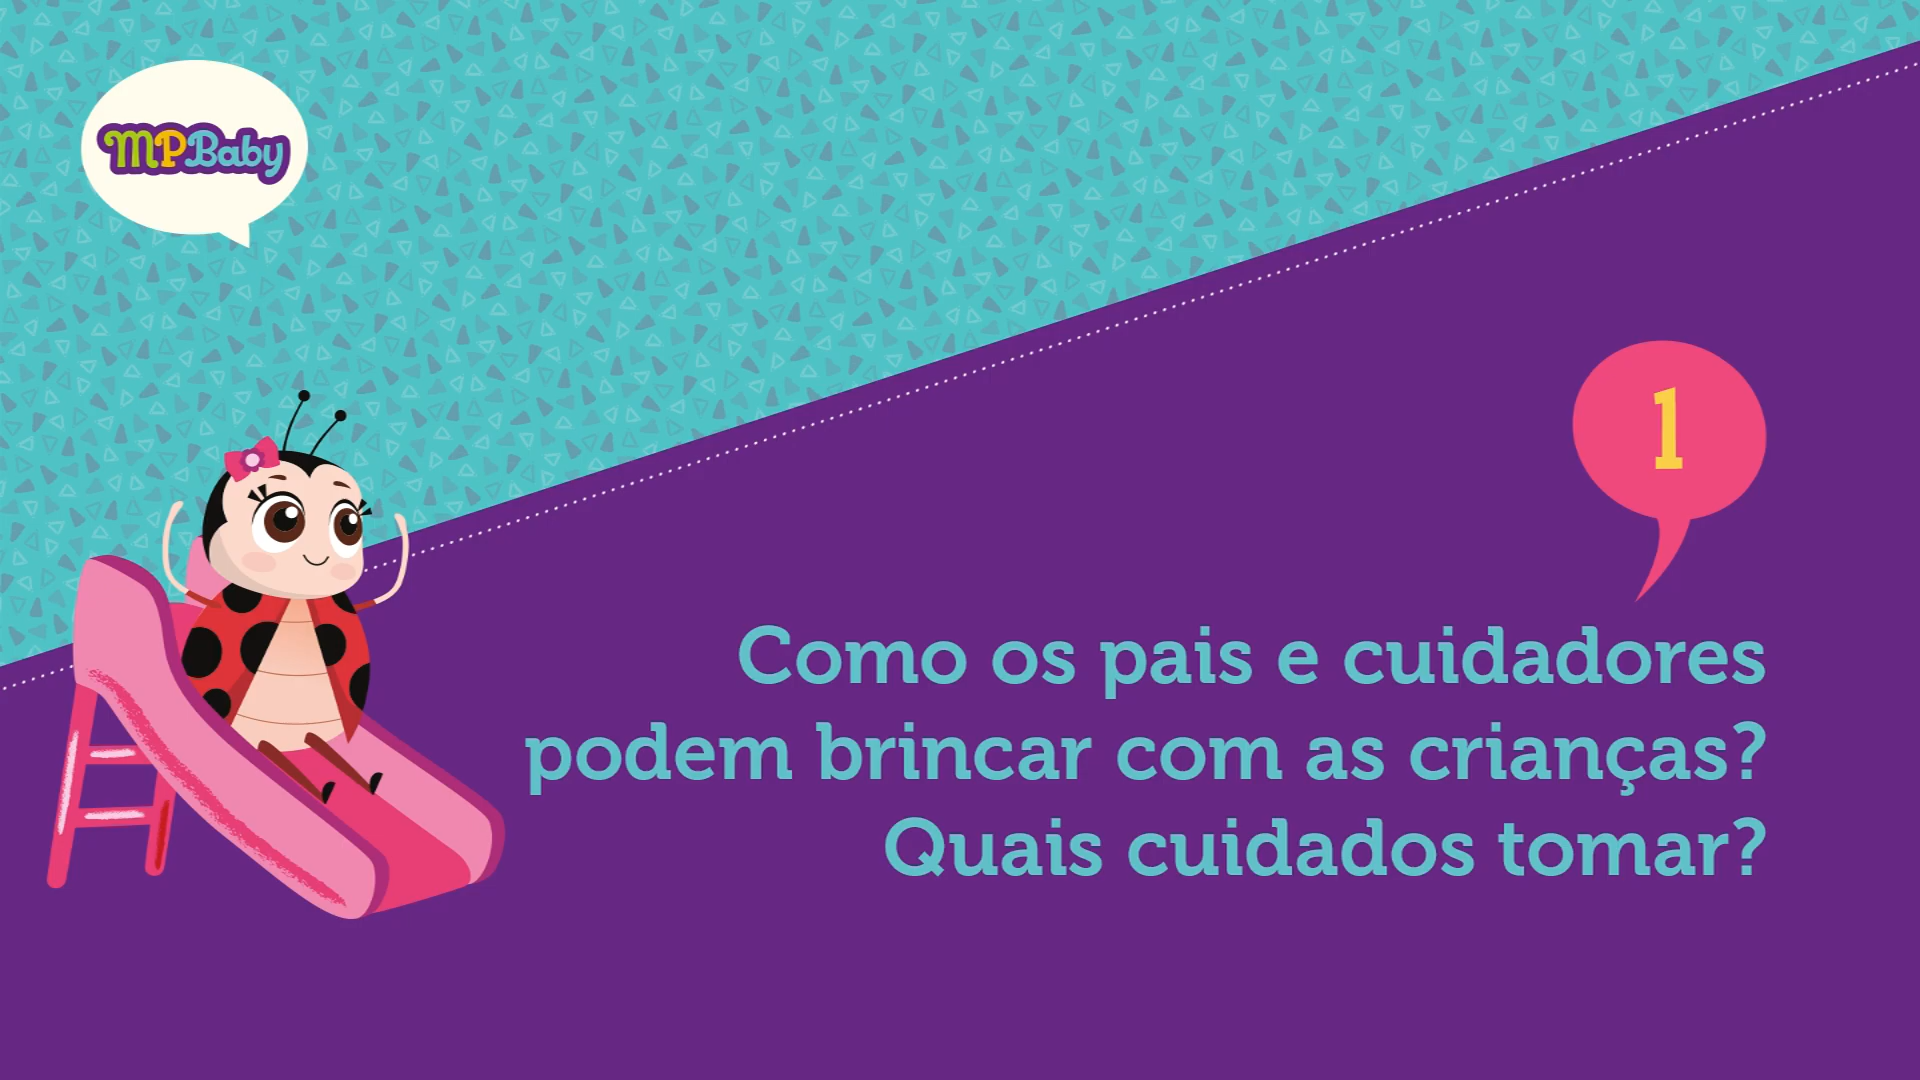 MPBaby
1
Como os pais e cuidadores
podem brincar com as crianças?
Quais cuidados tomar?